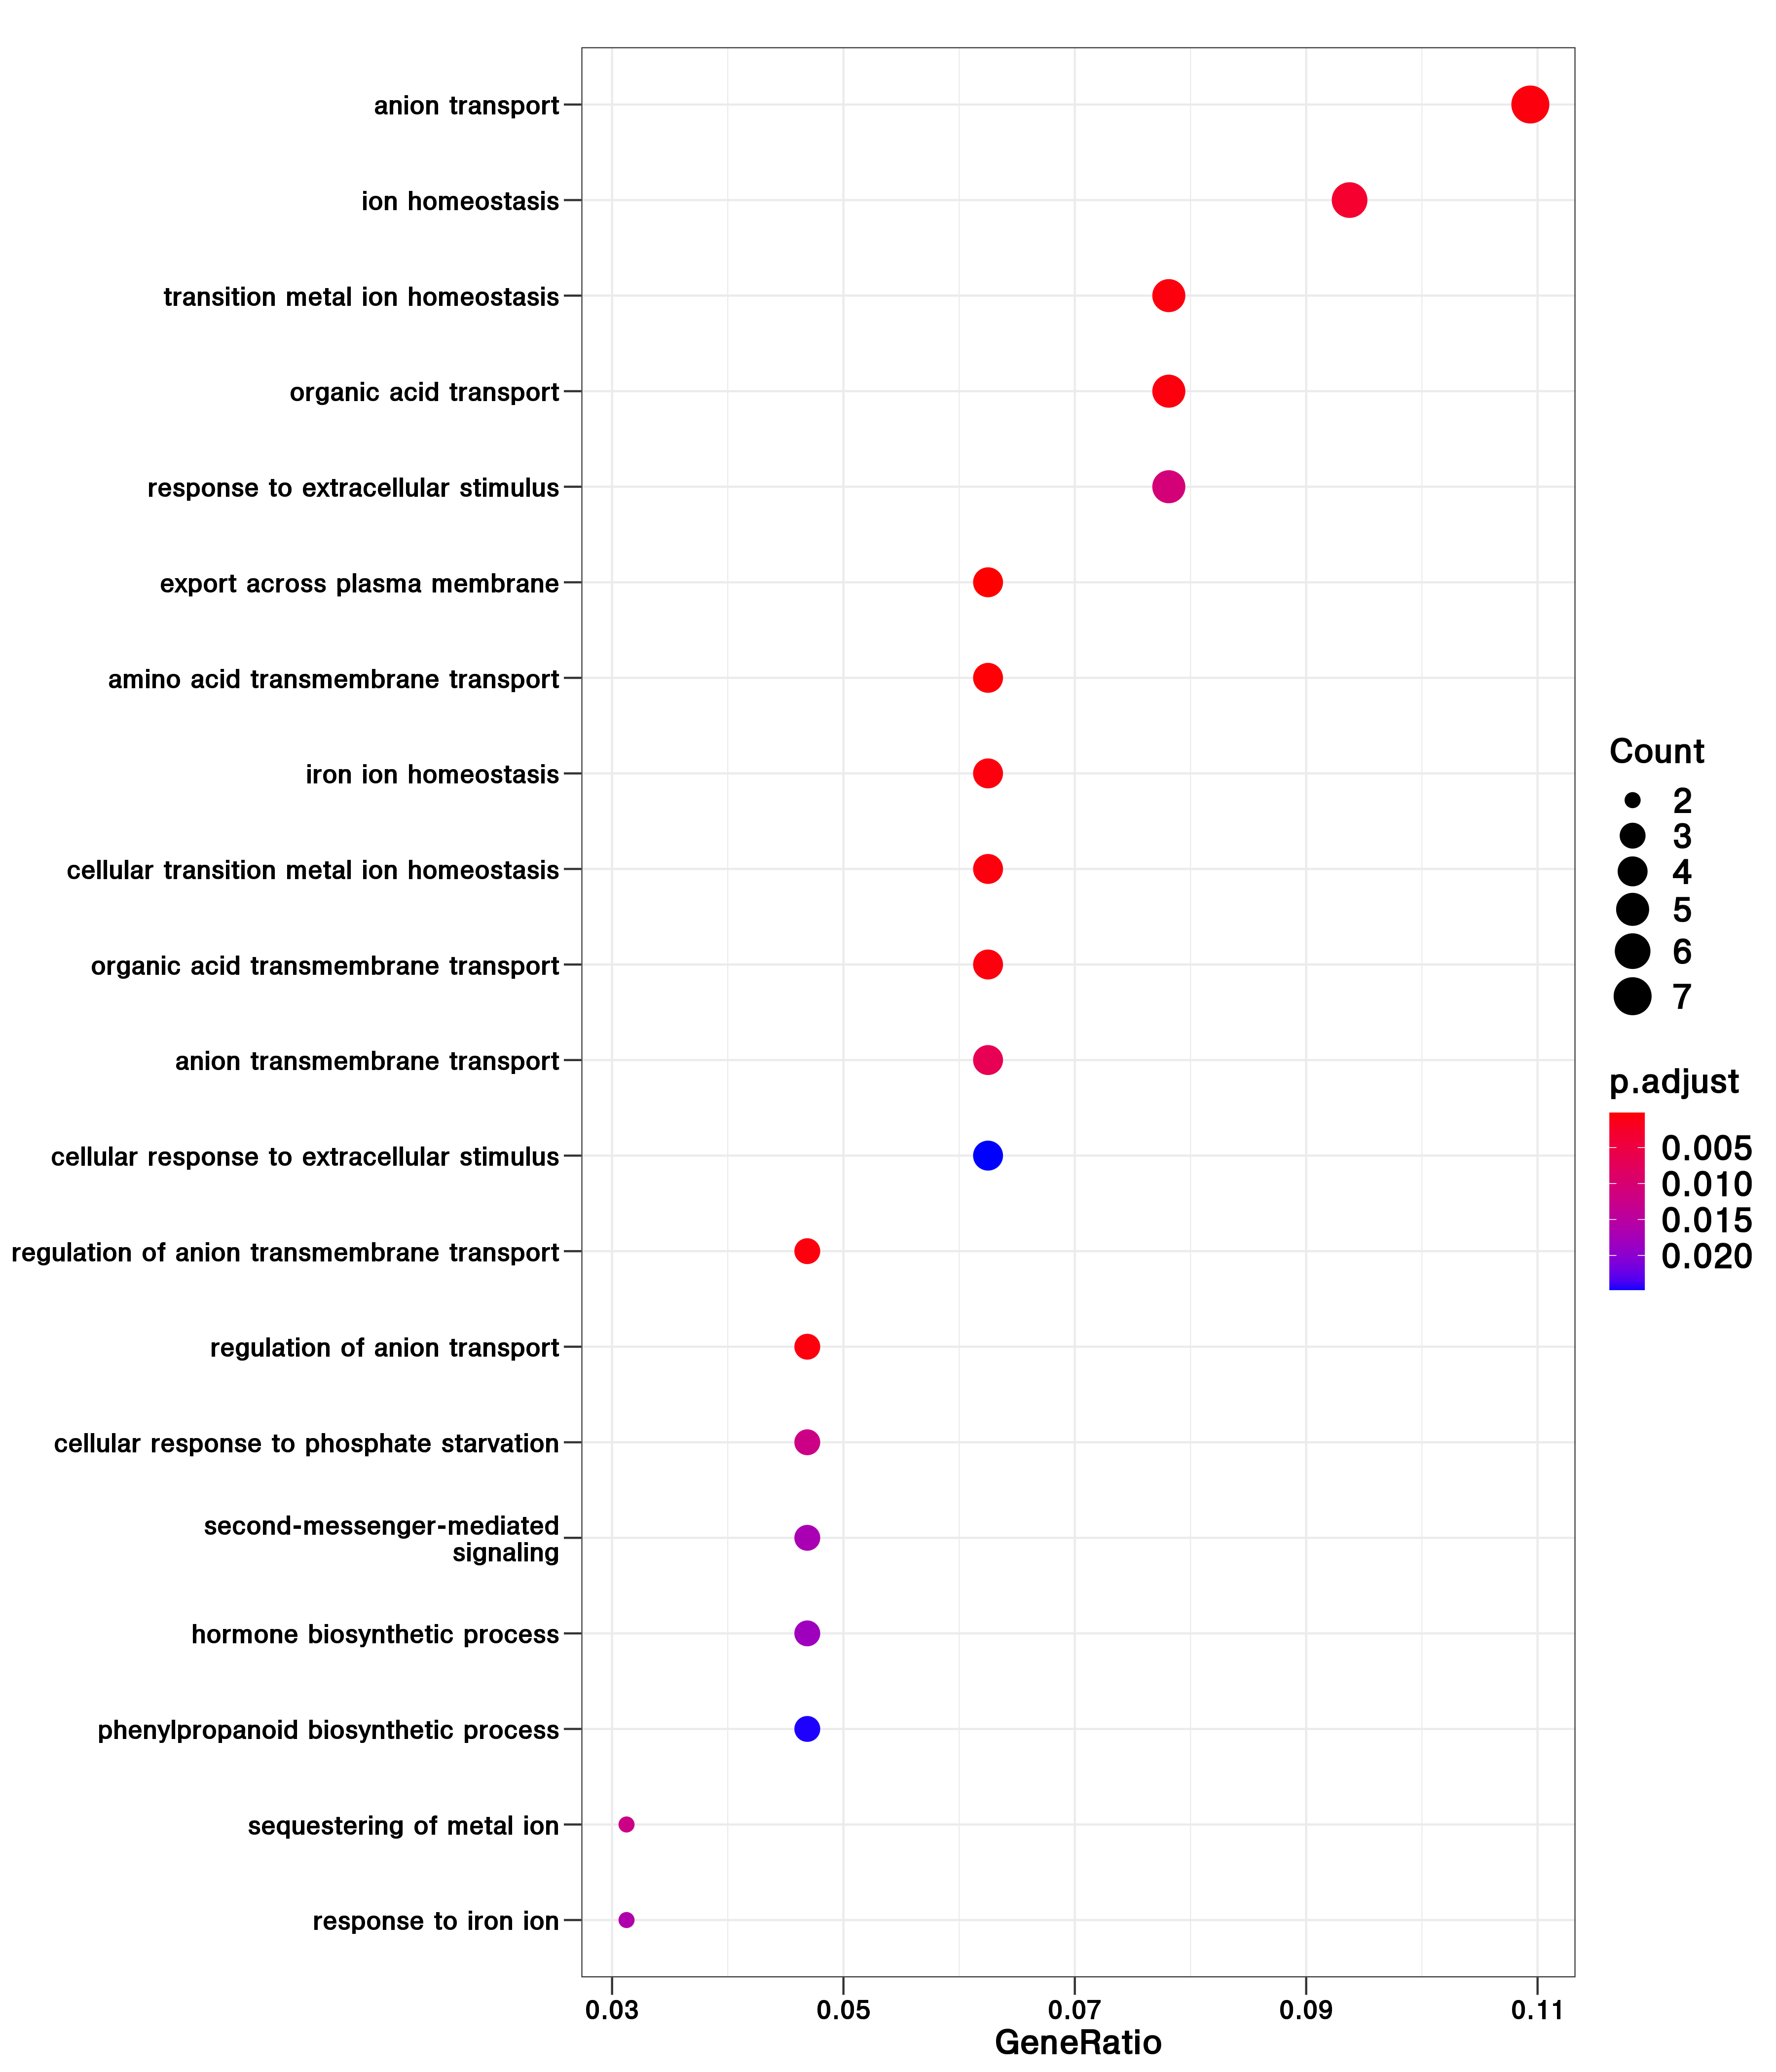 anion transport
ion homeostasis
transition metal ion homeostasis
organic acid transport
response to extracellular stimulus
export across plasma membrane
amino acid transmembrane transport
iron ion homeostasis
cellular transition metal ion homeostasis
organic acid transmembrane transport
anion transmembrane transport
cellular response to extracellular stimulus
regulation of anion transmembrane transport
regulation of anion transport
cellular response to phosphate starvation
second-messenger-mediated
signaling
hormone biosynthetic process
phenylpropanoid biosynthetic process
sequestering of metal ion
response to iron ion
0.03 0.05 0.07 0.09 0.11
GeneRatio
Count
2
3
4
5
6
7
p.adjust
0.005
0.010
0.015
0.020